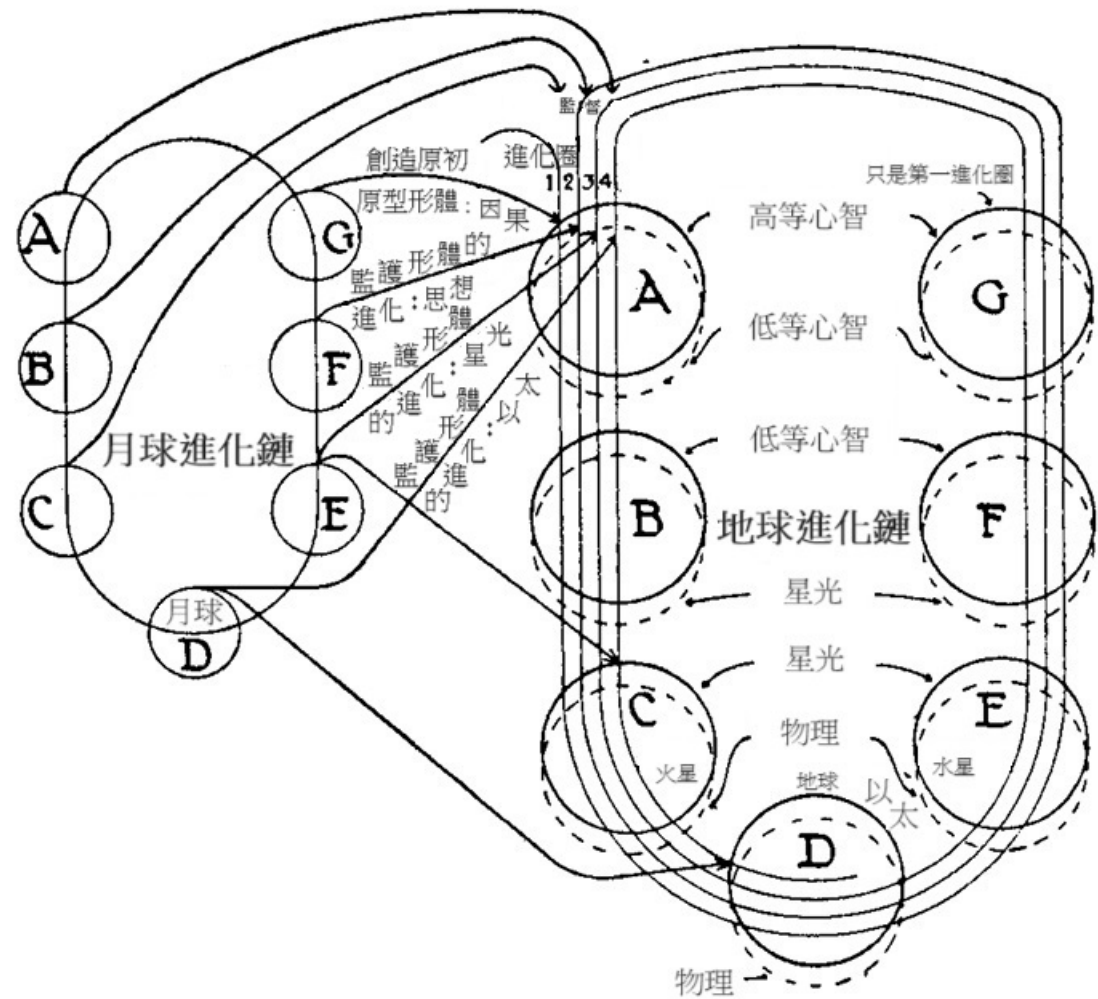 監督
創造原初
進化圈
1 2 3 4
原型形體：因果
監護形體的
進化：思想
監護形體
的進化：星光
監護形體
的進化：以太
只是第一進化圈
A
B
C
月球進化鏈
G
F
E
月球
D
A
高等心智
G
低等心智
B
低等心智
F
地球進化鏈
星光
星光
C
火星
物理
E
水星
地球
以太
D
物理